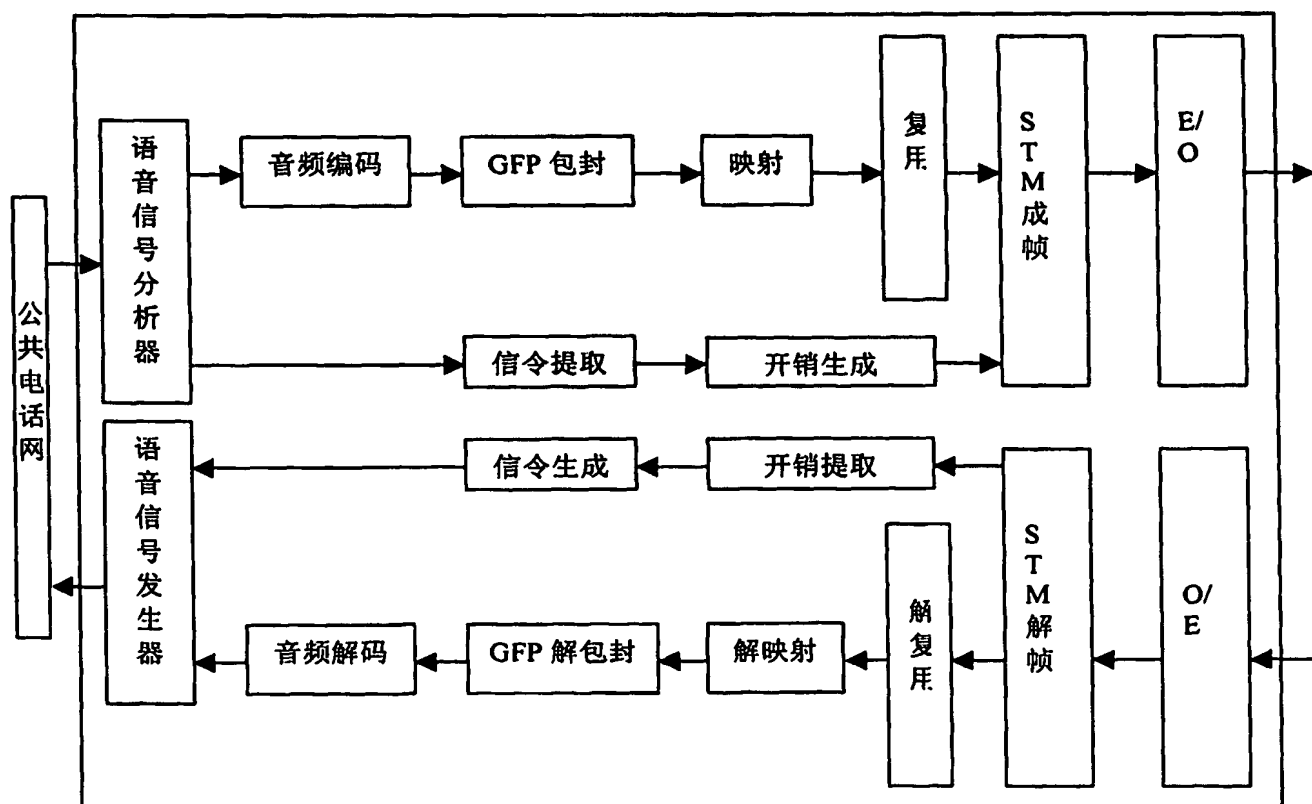 公共电话网
语音信号分析器
音频编码
GFP 包封
映射
复用
STM成帧
E/
O
信令提取
开销生成
语音信号发生器
信令生成
开销提取
音频解码
GFP 解包封
解映射
解复用
STM解帧
O/
E